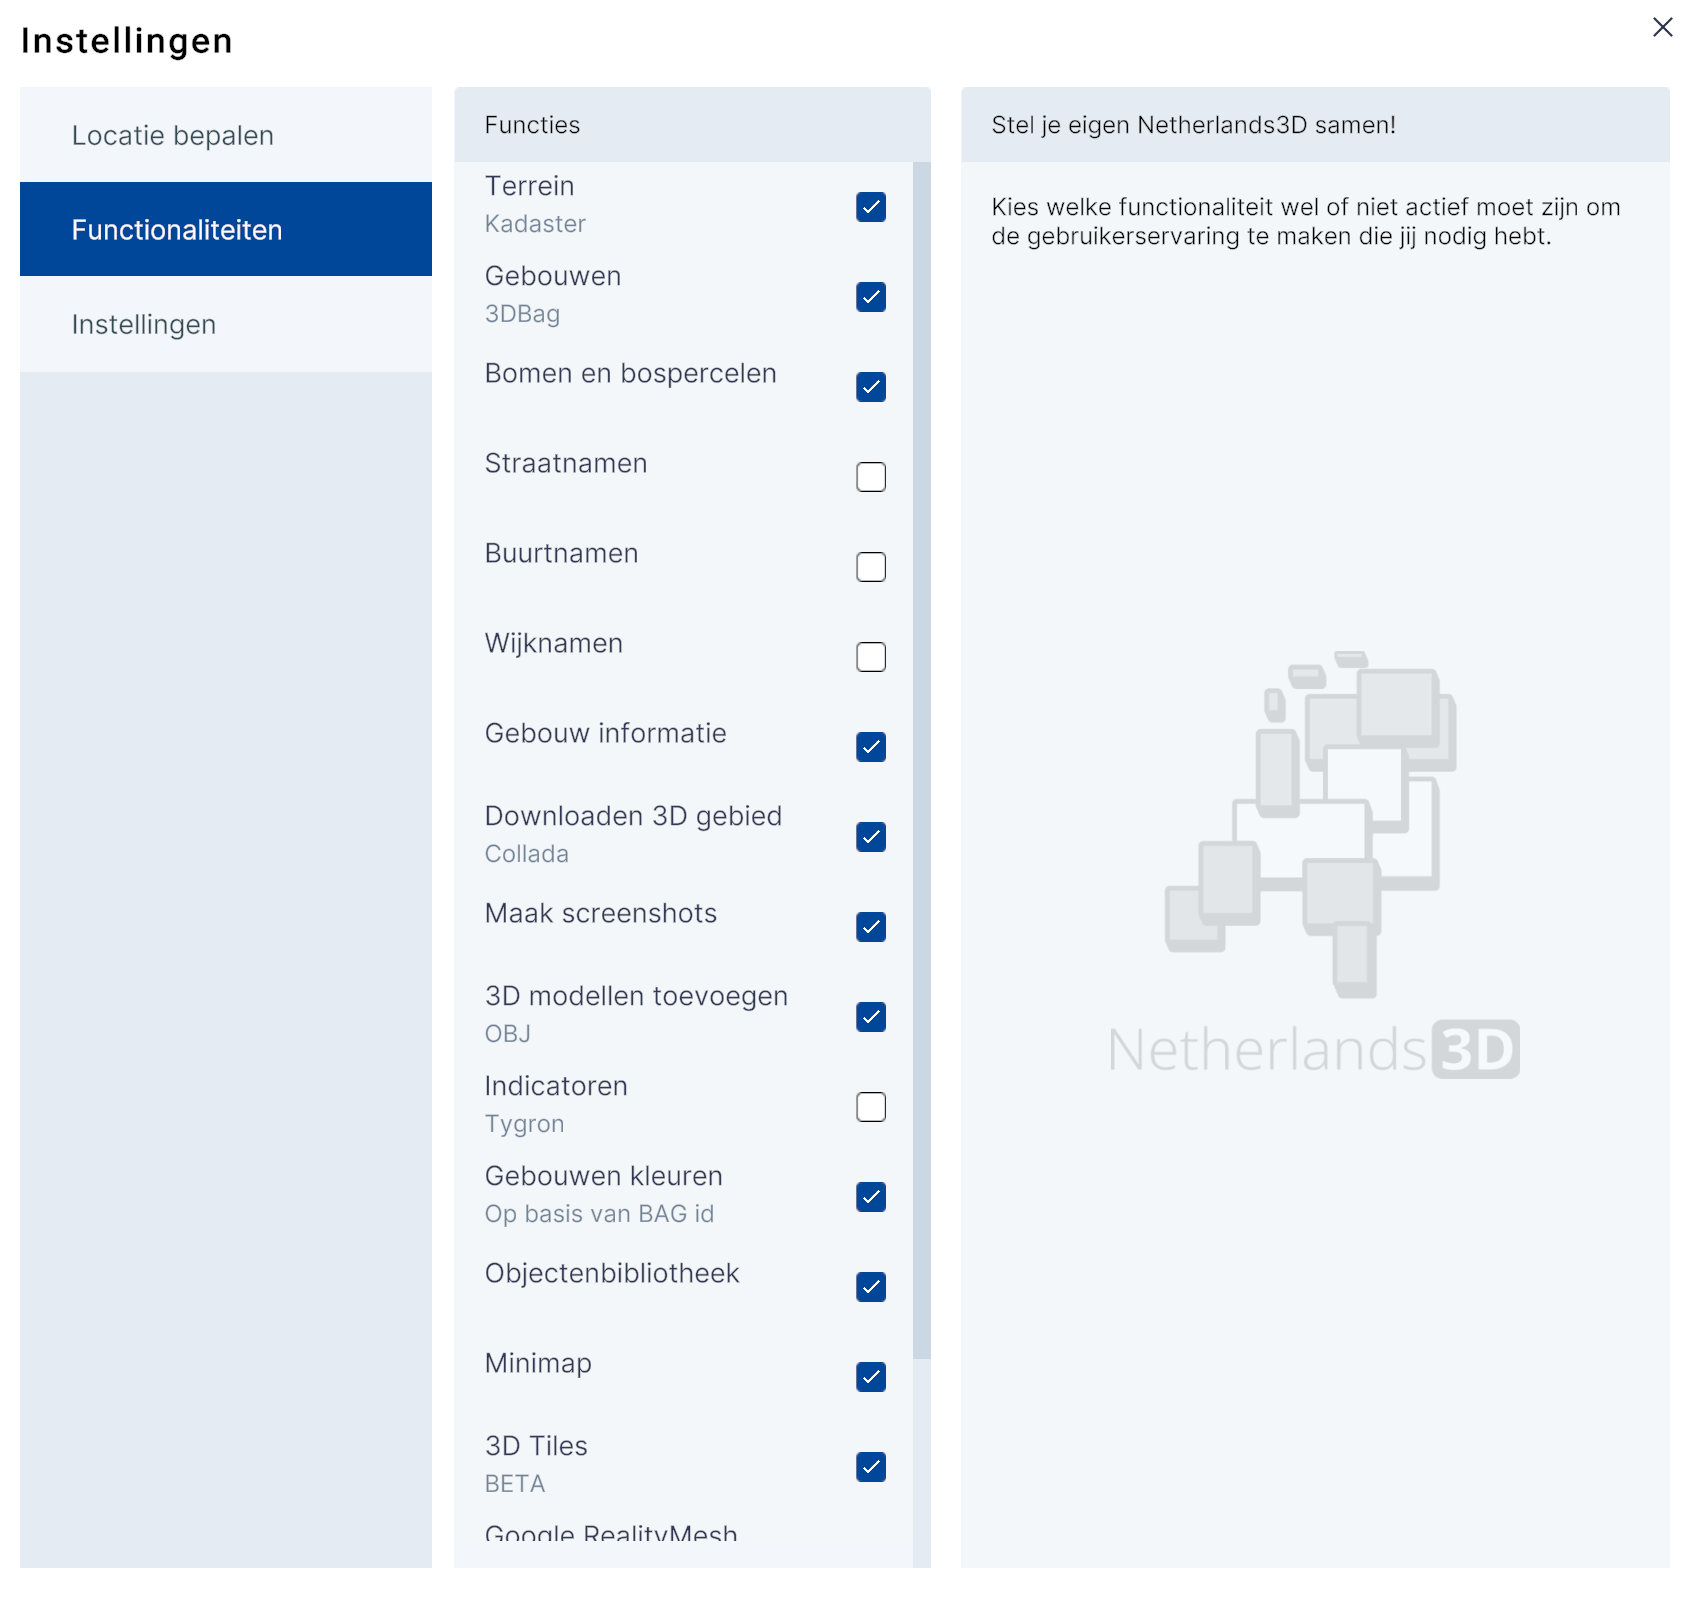 Instellingen
Locatie bepalen
Functionaliteiten
Instellingen
Functies
Terrein
Kadaster
Gebouwen
3DBag
Bomen en bospercelen
Straatnamen
Buurtnamen
Wijknamen
Gebouw informatie
Downloaden 3D gebied
Collada
Maak screenshots
3D modellen toevoegen
OBJ
Indicatoren
Tygron
Gebouwen kleuren
Op basis van BAG id
Objectenbibliotheek
Minimap
3D Tiles
BETA
Google RealityMesh
Stel je eigen Netherlands3D samen!
Kies welke functionaliteit wel of niet actief moet zijn om
de gebruikerservaring te maken die jij nodig hebt.
Netherlands3D